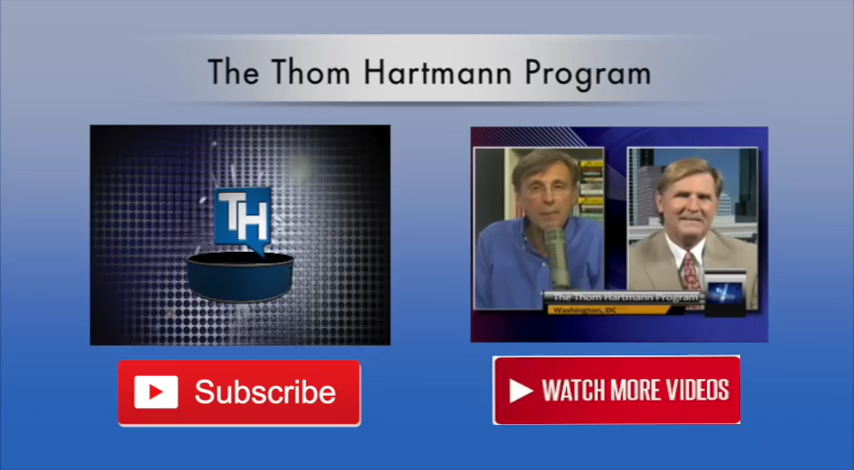 The Thom Hartmann Program
TH
The Thom Hartmann Program
Washington, DC
Subscribe
WATCH MORE VIDEOS